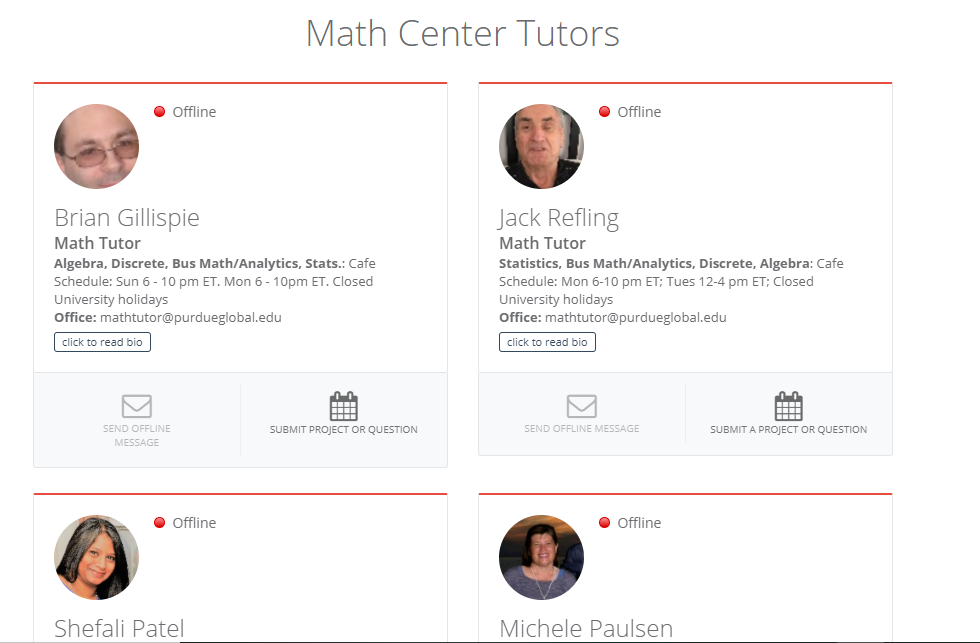 Math Center Tutors
Offline
Brian Gillispie
Math Tutor
Algebra, Discrete, Bus Math/Analytics, Stats.: Cafe
Schedule: Sun 6 - 10 pm ET. Mon 6 - 10pm ET. Closed
University holidays
Office: mathtutor@purdueglobal.edu
click to read bio
SEND OFFLINE
MESSAGE
SUBMIT PROJECT OR QUESTION
Offline
Jack Refling
Math Tutor
Statistics, Bus Math/Analytics, Discrete, Algebra: Cafe
Schedule: Mon 6-10 pm ET; Tues 12-4 pm ET; Closed
University holidays
Office: mathtutor@purdueglobal.edu
click to read bio
SEND OFFLINE MESSAGE
SUBMIT A PROJECT OR QUESTION
Offline
Shefali Patel
Offline
Michele Paulsen